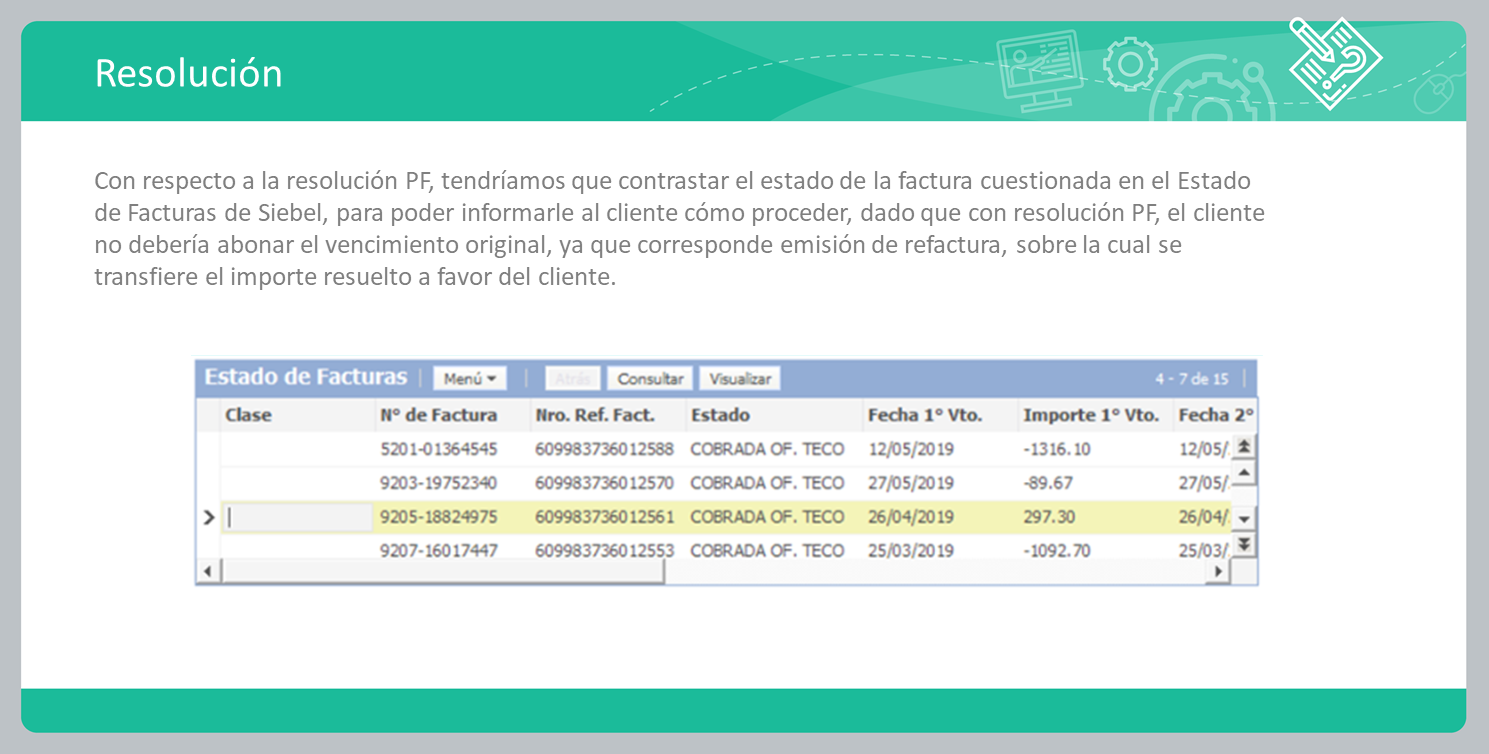 Resolución
Con respecto a la resolución PF, tendríamos que contrastar el estado de la factura cuestionada en el Estado
de Facturas de Siebel, para poder informarle al cliente cómo proceder, dado que con resolución PF, el cliente
no debería abonar el vencimiento original, ya que corresponde emisión de refactura, sobre la cual se
transfiere el importe resuelto a favor del cliente.
Estado de Facturas | Menú | Atrás Consultar Visualizar 4 - 7 de 15 |
Clase N° de Factura Nro. Ref. Fact. Estado Fecha 1° Vto. Importe 1° Vto. Fecha 2°
5201-01364545 609983736012588 COBRADA OF. TECO 12/05/2019 -1316.10 12/05/
9203-19752340 609983736012570 COBRADA OF. TECO 27/05/2019 -89.67 27/05/
9205-18824975 609983736012561 COBRADA OF. TECO 26/04/2019 297.30 26/04/
9207-16017447 609983736012553 COBRADA OF. TECO 25/03/2019 -1092.70 25/03/